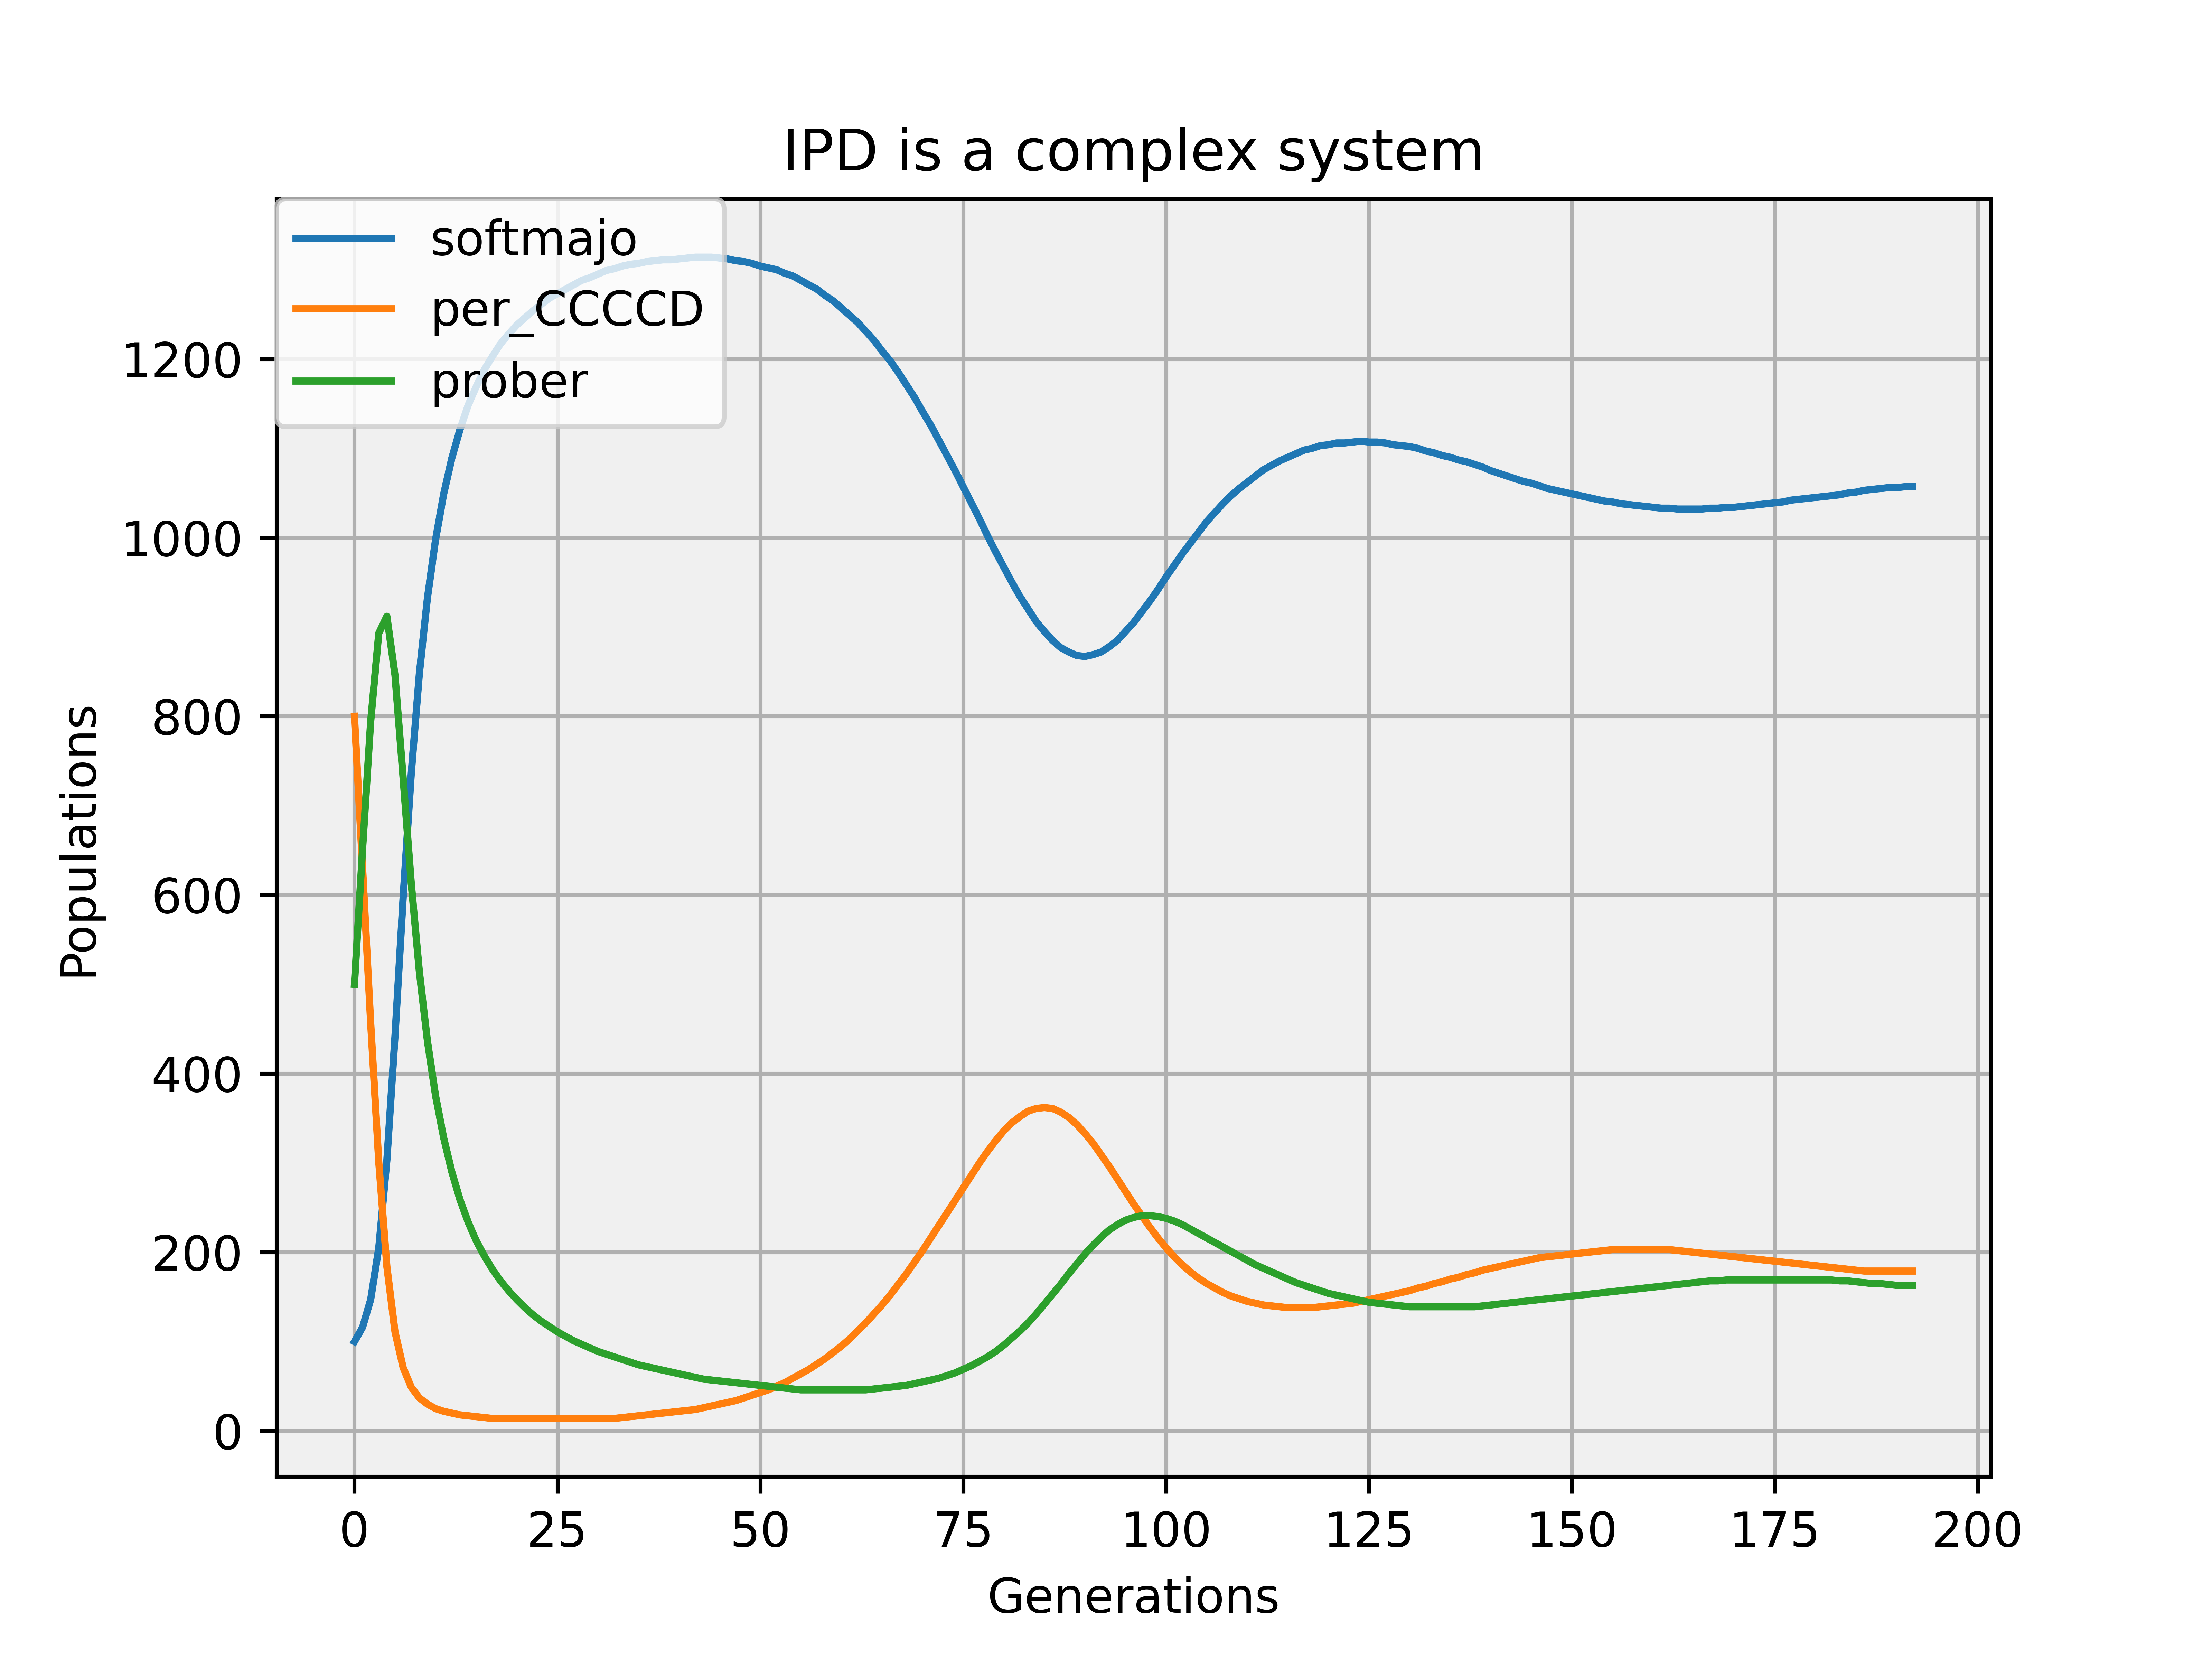 IPD is a complex system
softmajo
per_CCCCD
prober
1200
1000
800
600
400
200
0
Populations
0 25 50 75 100 125 150 175 200
Generations